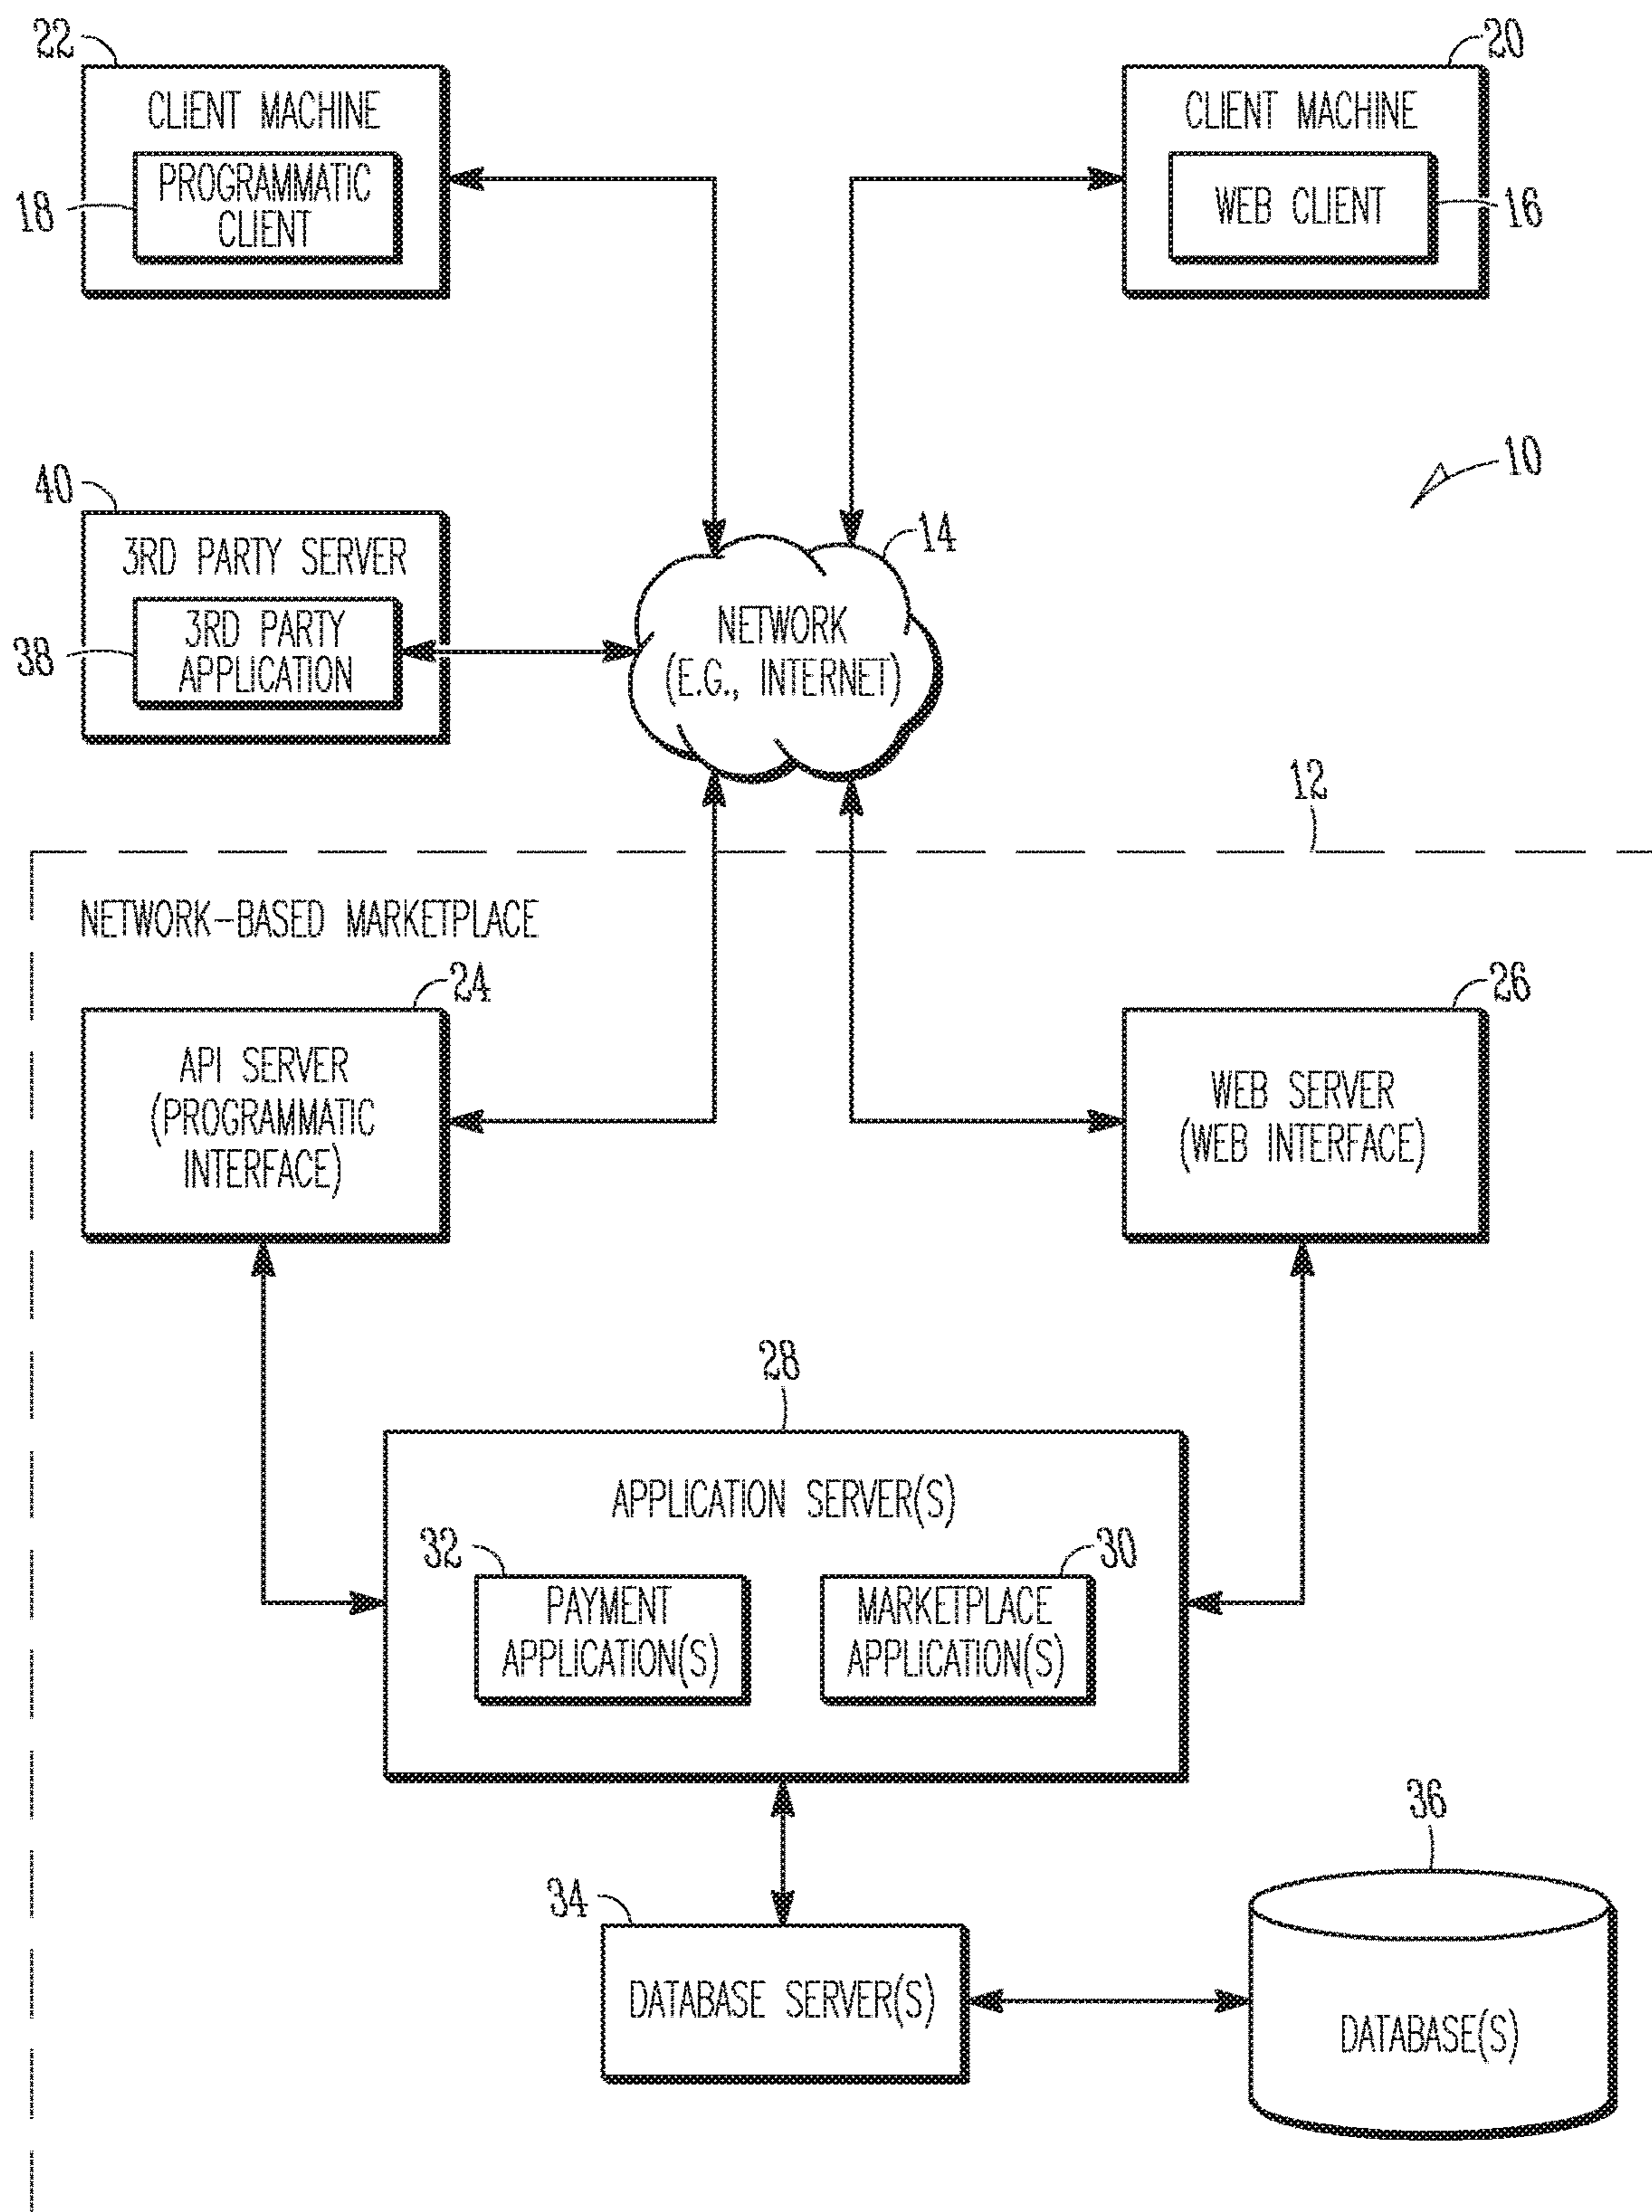 22
CLIENT MACHINE
18
PROGRAMMATIC
CLIENT
20
CLIENT MACHINE
WEB CLIENT
16
10
40
3RD PARTY SERVER
38
3RD PARTY
APPLICATION
14
NETWORK
(E.G., INTERNET)
12
NETWORK-BASED MARKETPLACE
24
API SERVER
(PROGRAMMATIC
INTERFACE)
26
WEB SERVER
(WEB INTERFACE)
28
APPLICATION SERVER(S)
32
PAYMENT
APPLICATION(S)
30
MARKETPLACE
APPLICATION(S)
34
DATABASE SERVER(S)
36
DATABASE(S)